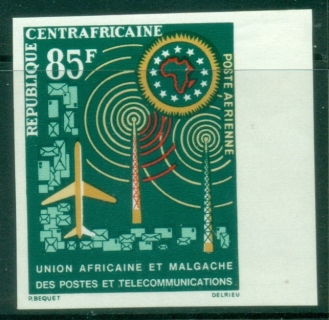 REPUBLIQUE CENTRAFRICAINE
85F
POSTE AERIENNE
UNION AFRICAINE ET MALGACHE
DES POSTES ET TELECOMMUNICATIONS
P.BEQUET DELRIEU